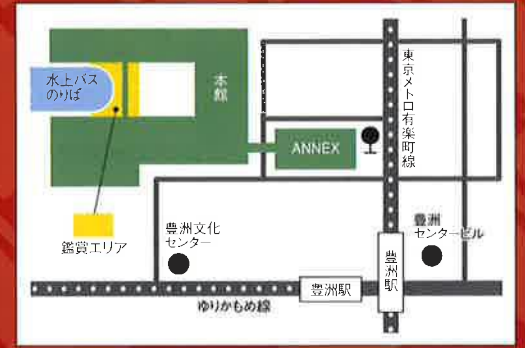 水上バス
のりば
本館
ANNEX
東京メトロ有楽町線
鑑賞エリア
豊洲文化
センター
豊洲
センタービル
豊洲駅
豊洲駅
ゆりかもめ線